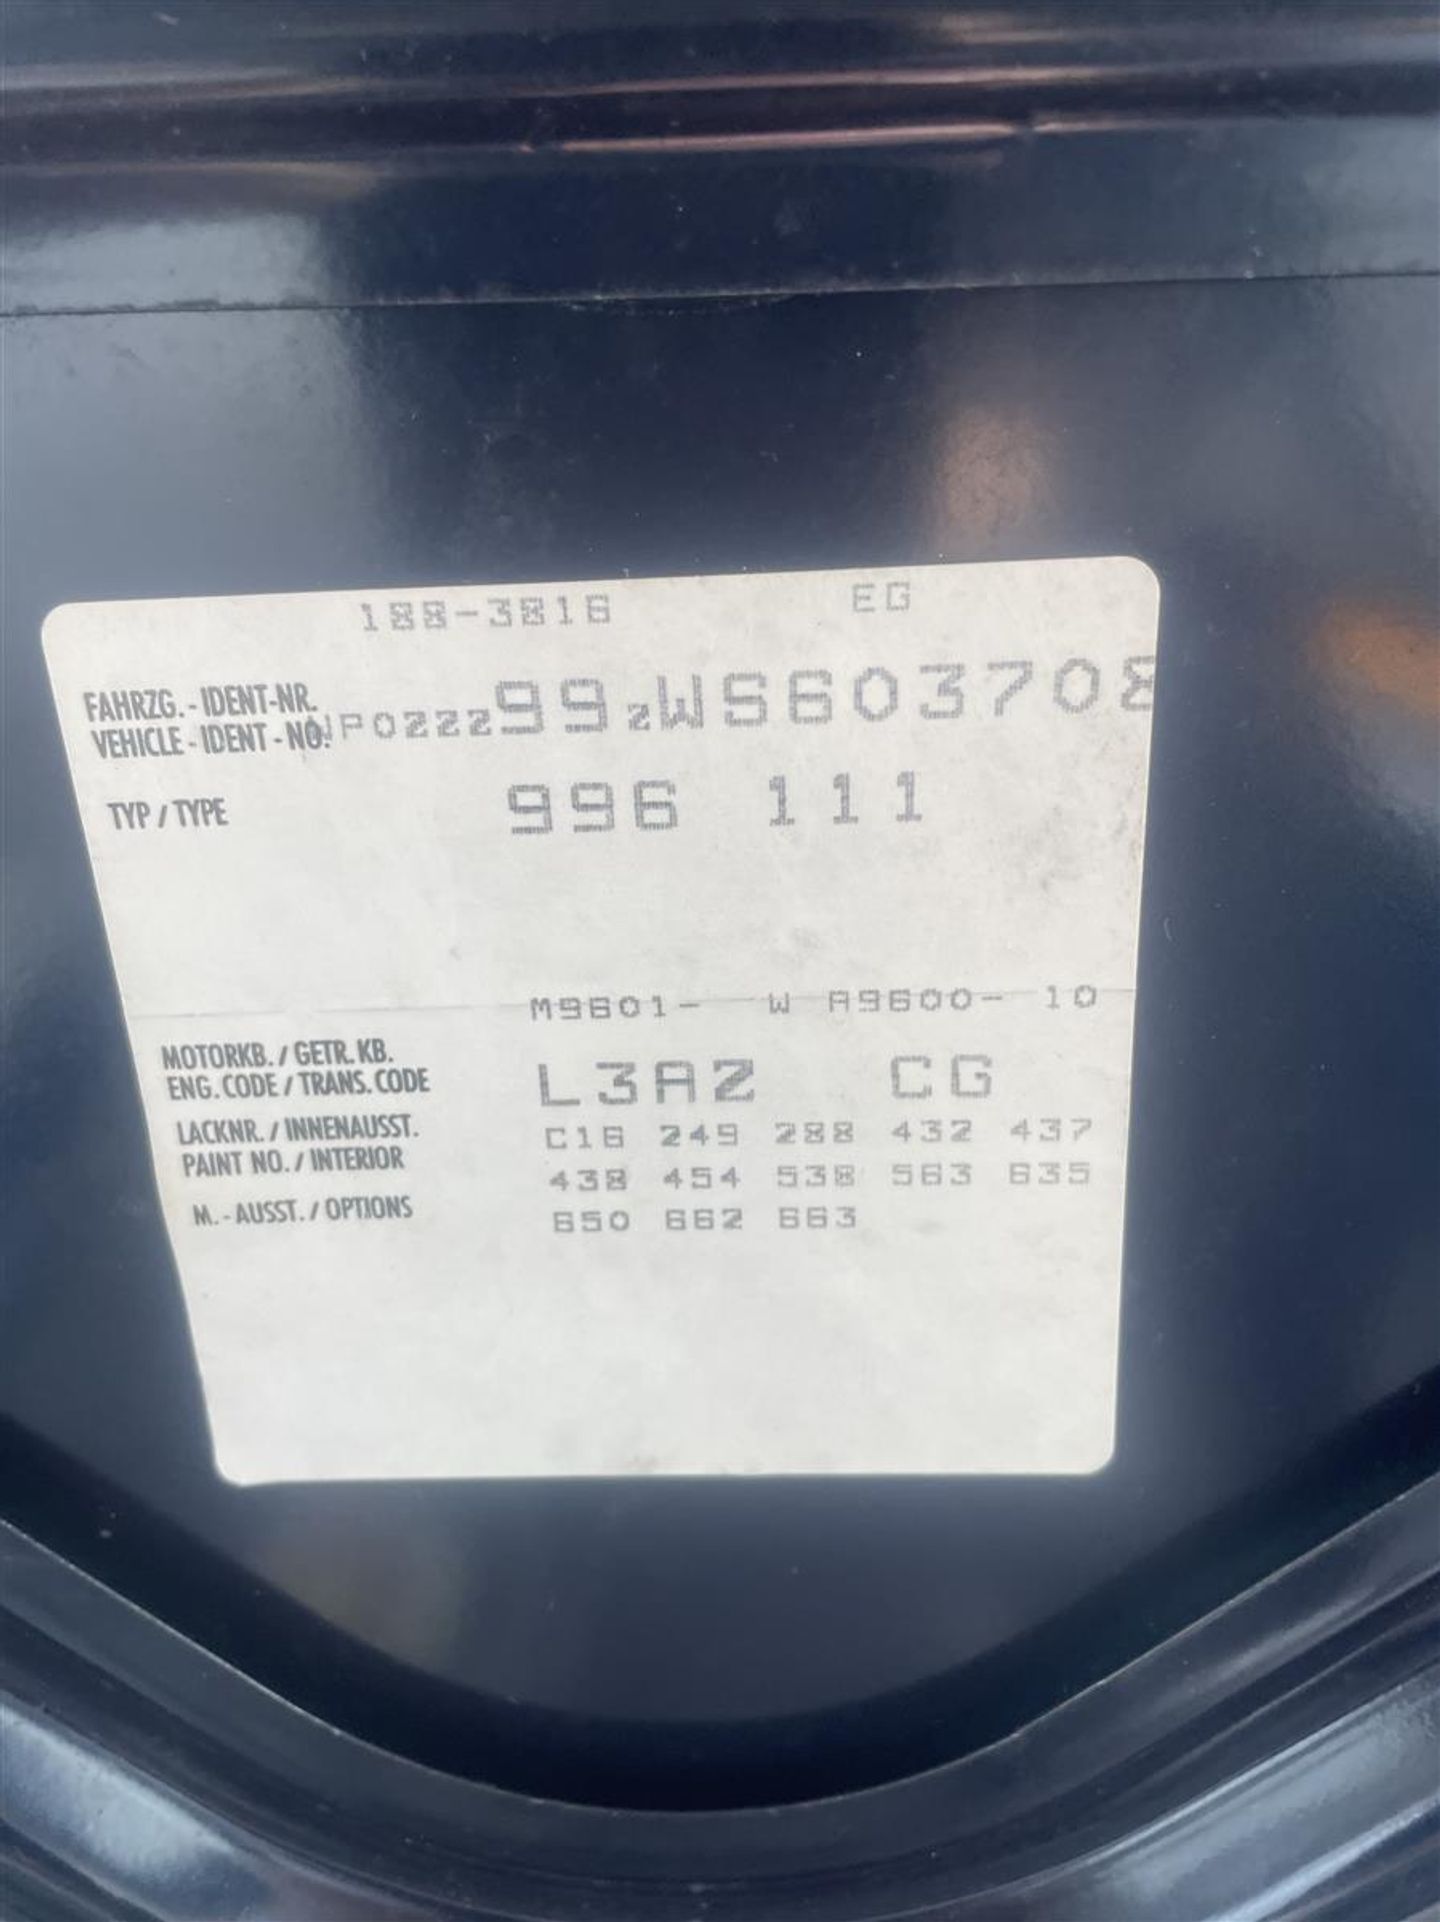 188-3816 EG
FAHRZG.-IDENT-NR.
VEHICLE-IDENT-NO. WP0ZZZ99ZWS603708
TYP / TYPE 996 111
M9601- W A9600- 10
MOTORKB. / GETR. KB.
ENG. CODE / TRANS. CODE L3AZ CG
LACKNR. / INNENAUSST. C16 249 288 432 437
PAINT NO. / INTERIOR 438 454 538 563 635
M.-AUSST. / OPTIONS 650 662 663